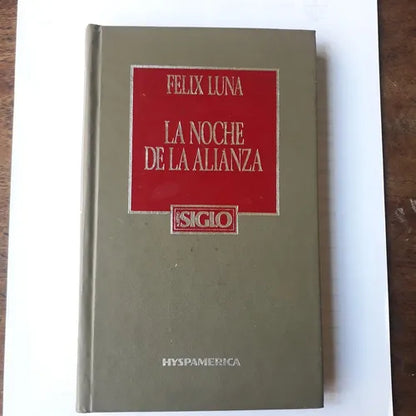 FELIX LUNA
LA NOCHE
DE LA ALIANZA
SIGLO
HYSPAMERICA